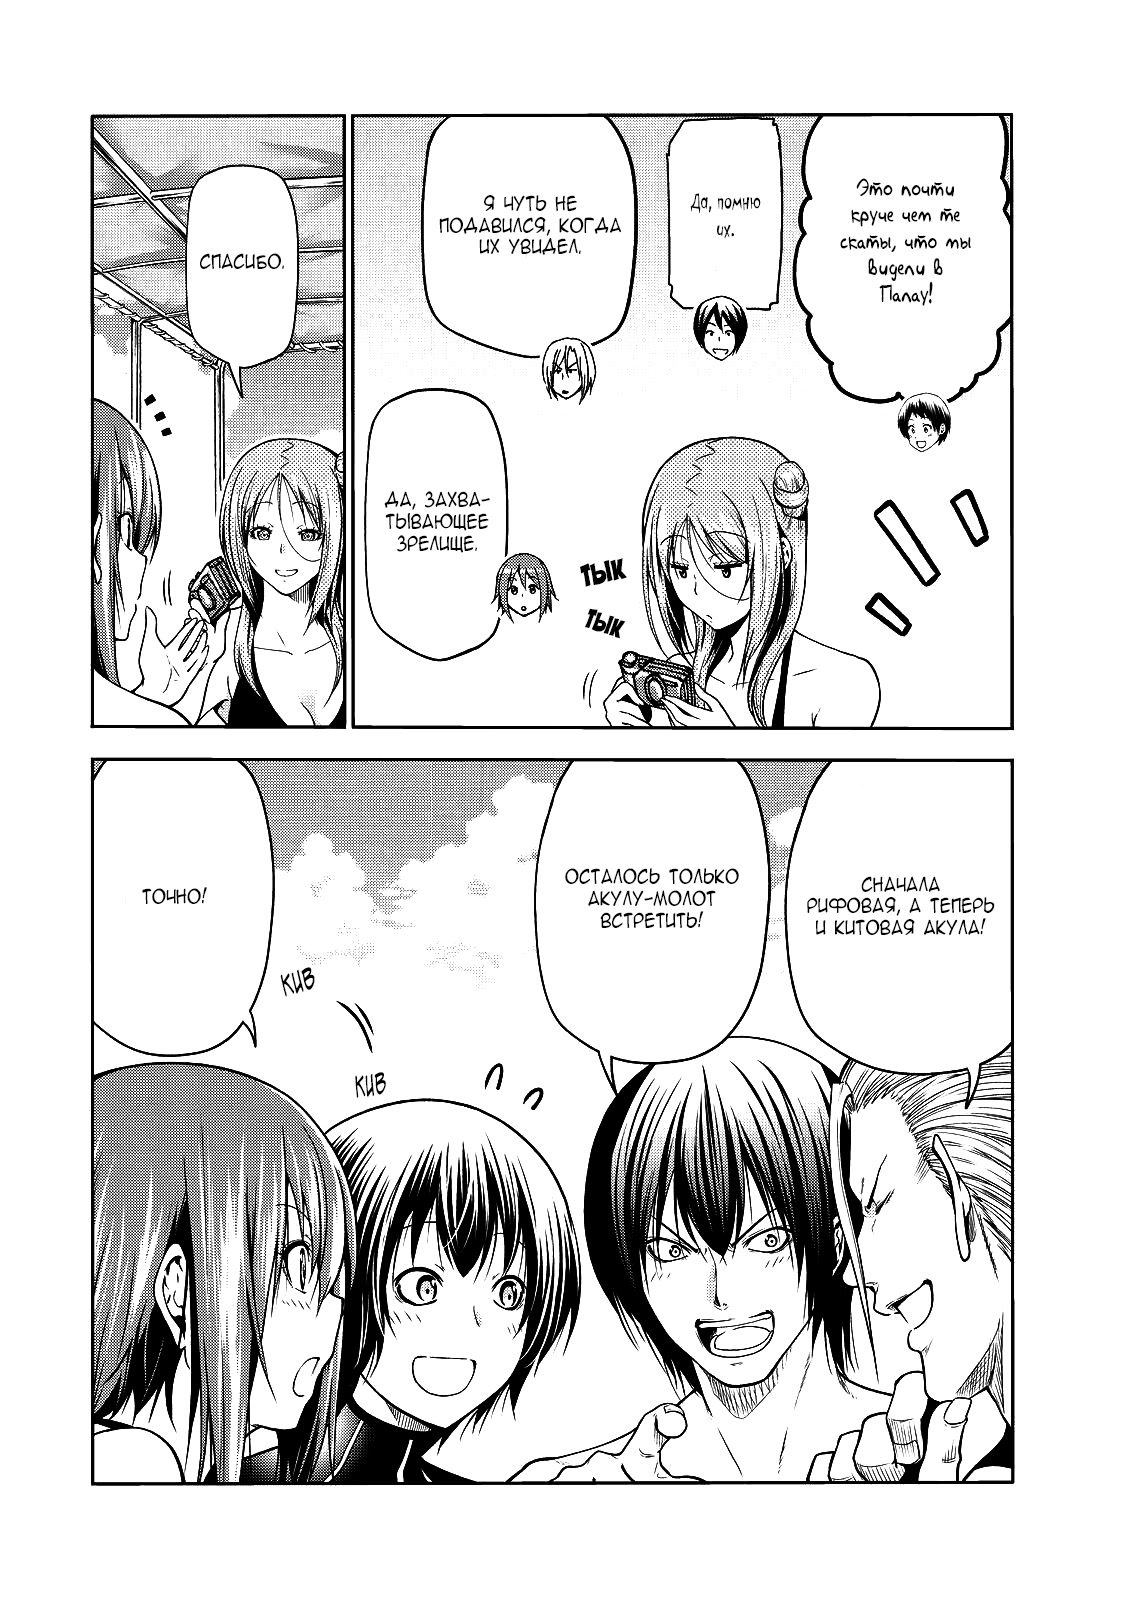 Это почти
круче чем те
скаты, что мы
видели в
Палау!
Да, помню
их.
Я ЧУТЬ НЕ
ПОДАВИЛСЯ, КОГДА
ИХ УВИДЕЛ.
ДА, ЗАХВА-
ТЫВАЮЩЕЕ
ЗРЕЛИЩЕ.
ТЫК
ТЫК
СПАСИБО.
СНАЧАЛА
РИФОВАЯ, А ТЕПЕРЬ
И КИТОВАЯ АКУЛА!
ОСТАЛОСЬ ТОЛЬКО
АКУЛУ-МОЛОТ
ВСТРЕТИТЬ!
КИВ
КИВ
ТОЧНО!